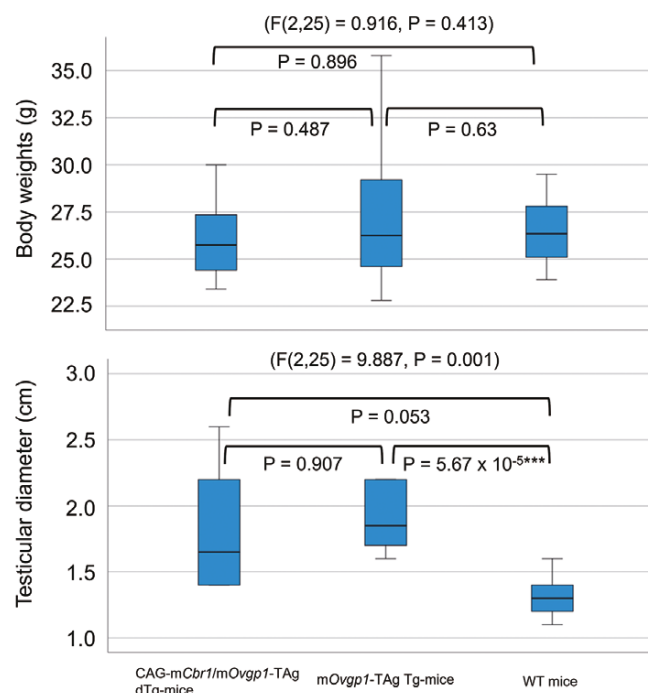 (F(2,25) = 0.916, P = 0.413)
P = 0.896
P = 0.487
P = 0.63
Body weights (g)
35.0
32.5
30.0
27.5
25.0
22.5
(F(2,25) = 9.887, P = 0.001)
P = 0.053
P = 0.907
P = 5.67 x 10-5***
Testicular diameter (cm)
3.0
2.5
2.0
1.5
1.0
CAG-mCbr1/mOvgp1-TAg
dTg-mice
mOvgp1-TAg Tg-mice
WT mice